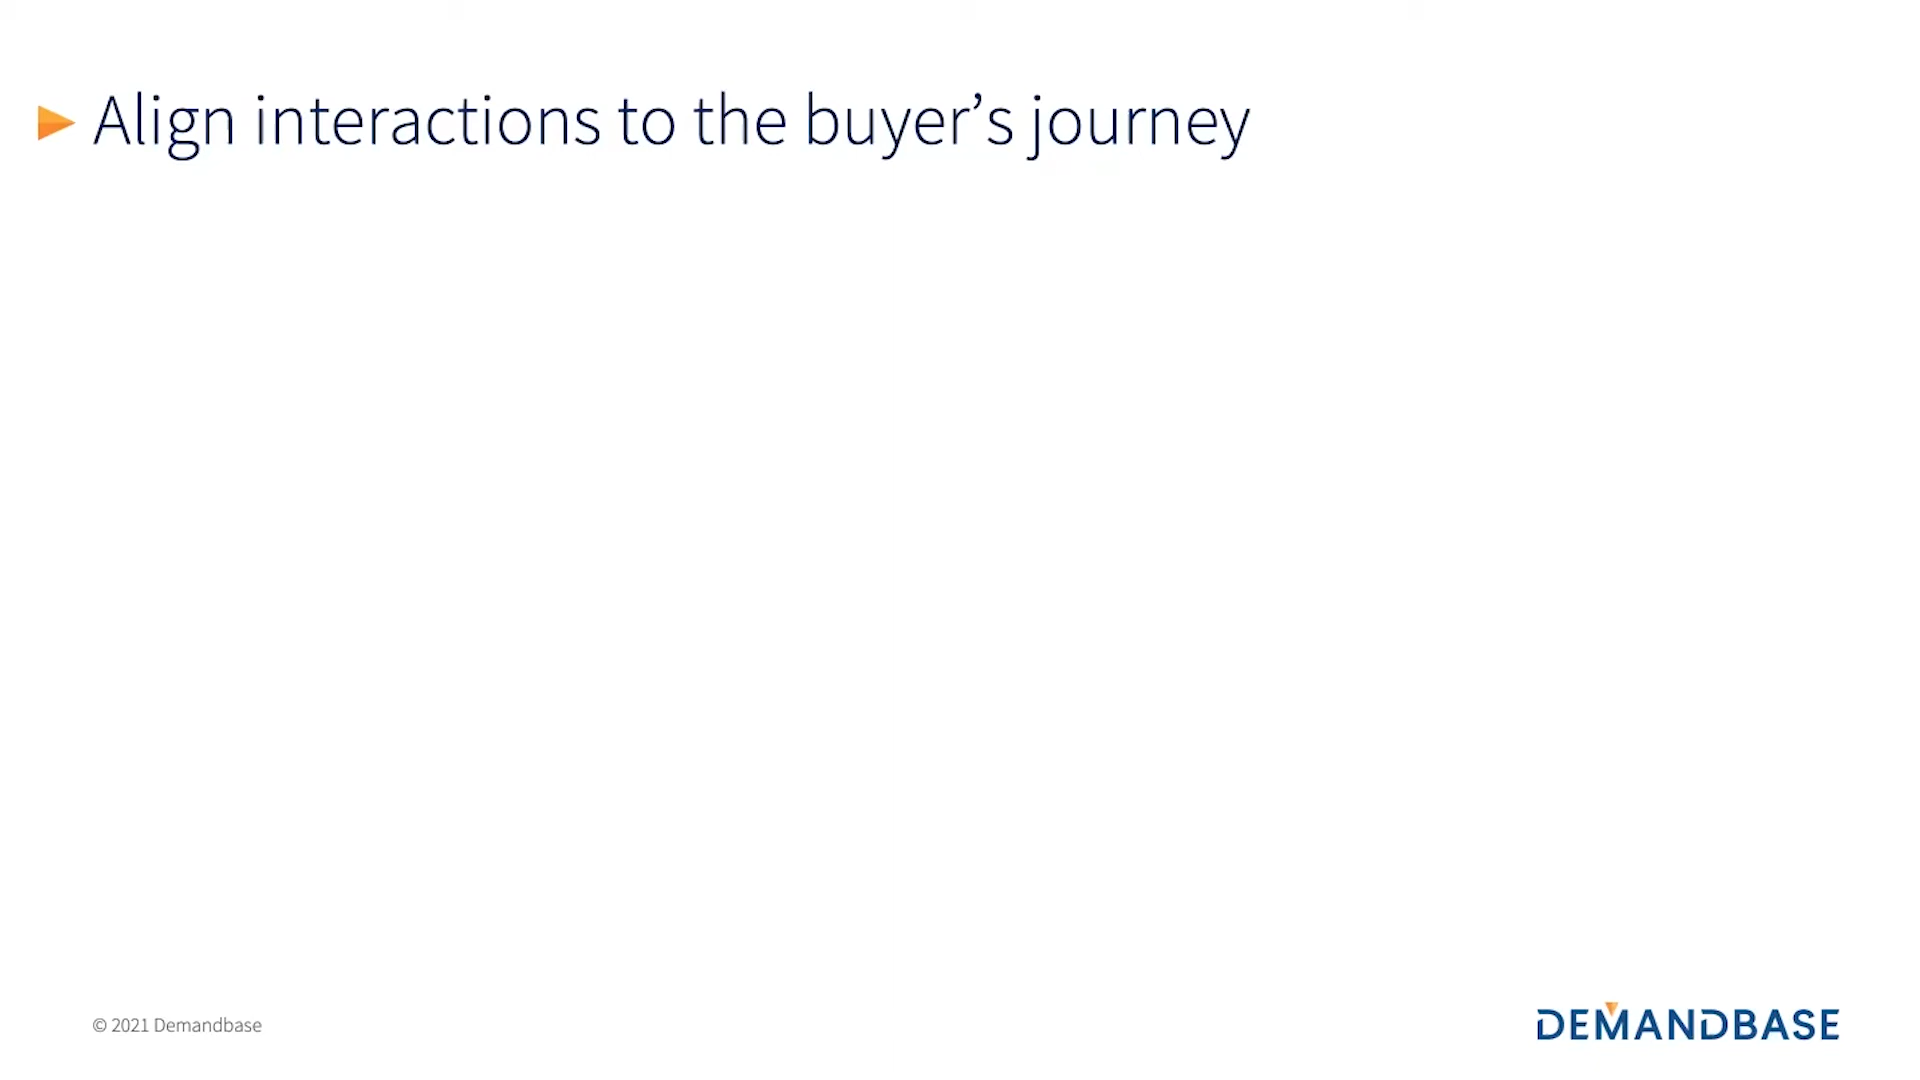 Align interactions to the buyer’s journey
© 2021 Demandbase
DEMANDBASE